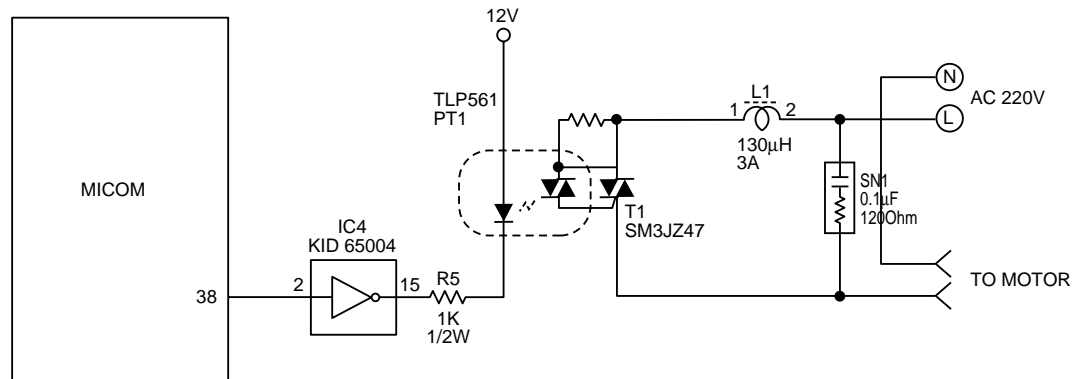 12V
TLP561
PT1
L1
1
2
130μH
3A
N
L
AC 220V
MICOM
SN1
0.1μF
120Ohm
T1
SM3JZ47
IC4
KID 65004
38
2
15
R5
1K
1/2W
TO MOTOR